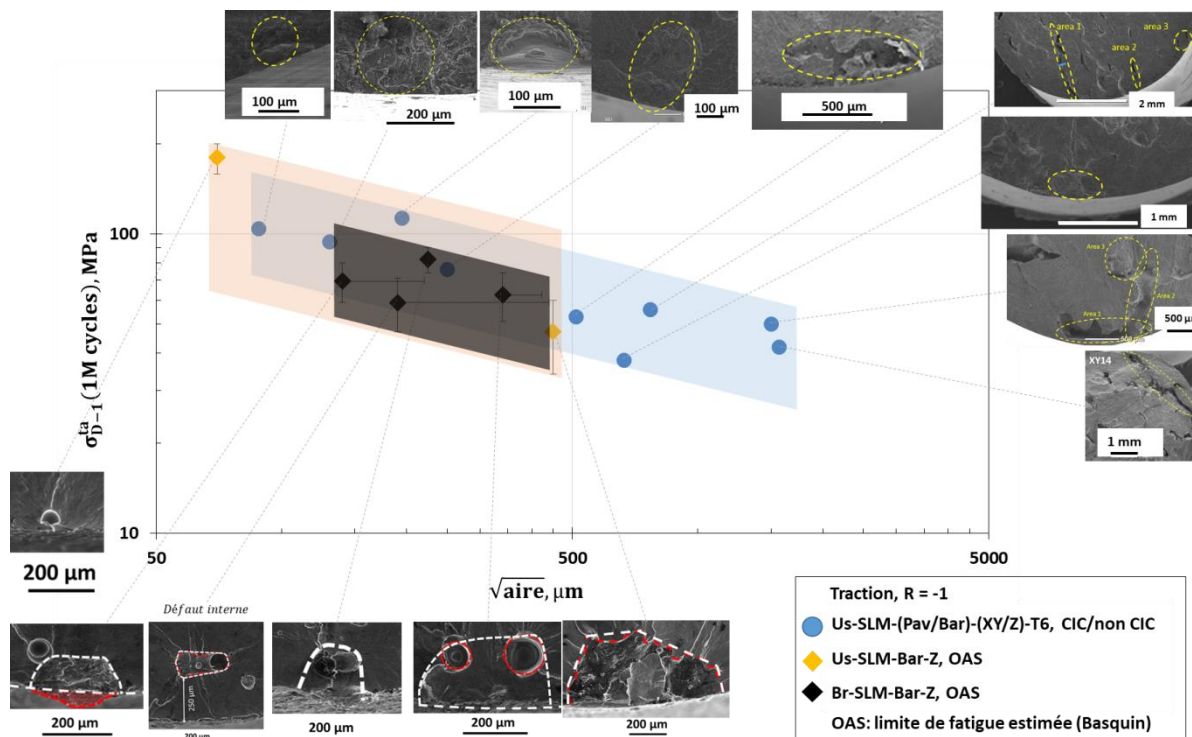 100 µm
200 µm
100 µm
100 µm
500 µm
area 1
area 2
area 3
2 mm
1 mm
Area 3
Area 2
Area 1
500 µm
XY14
1 mm
σ_{D−1}^{ta} (1M cycles), MPa
100
10
50
500
5000
√aire, µm
200 µm
Défaut interne
250 µm
200 µm
200 µm
200 µm
200 µm
200 µm
Traction, R = -1
Us-SLM-(Pav/Bar)-(XY/Z)-T6, CIC/non CIC
Us-SLM-Bar-Z, OAS
Br-SLM-Bar-Z, OAS
OAS: limite de fatigue estimée (Basquin)